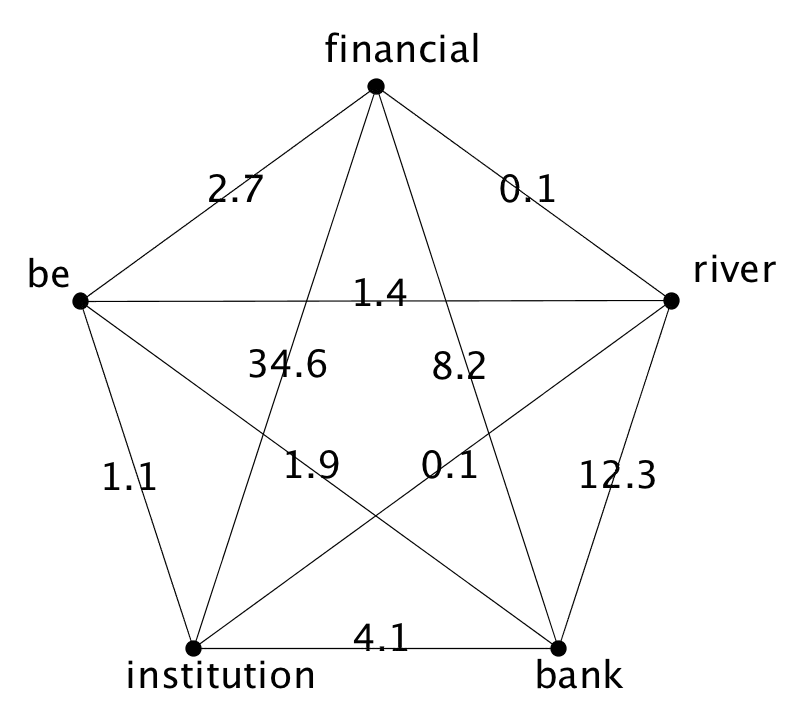 financial
2.7
0.1
be
river
1.4
34.6
8.2
1.1
1.9
0.1
12.3
4.1
institution
bank